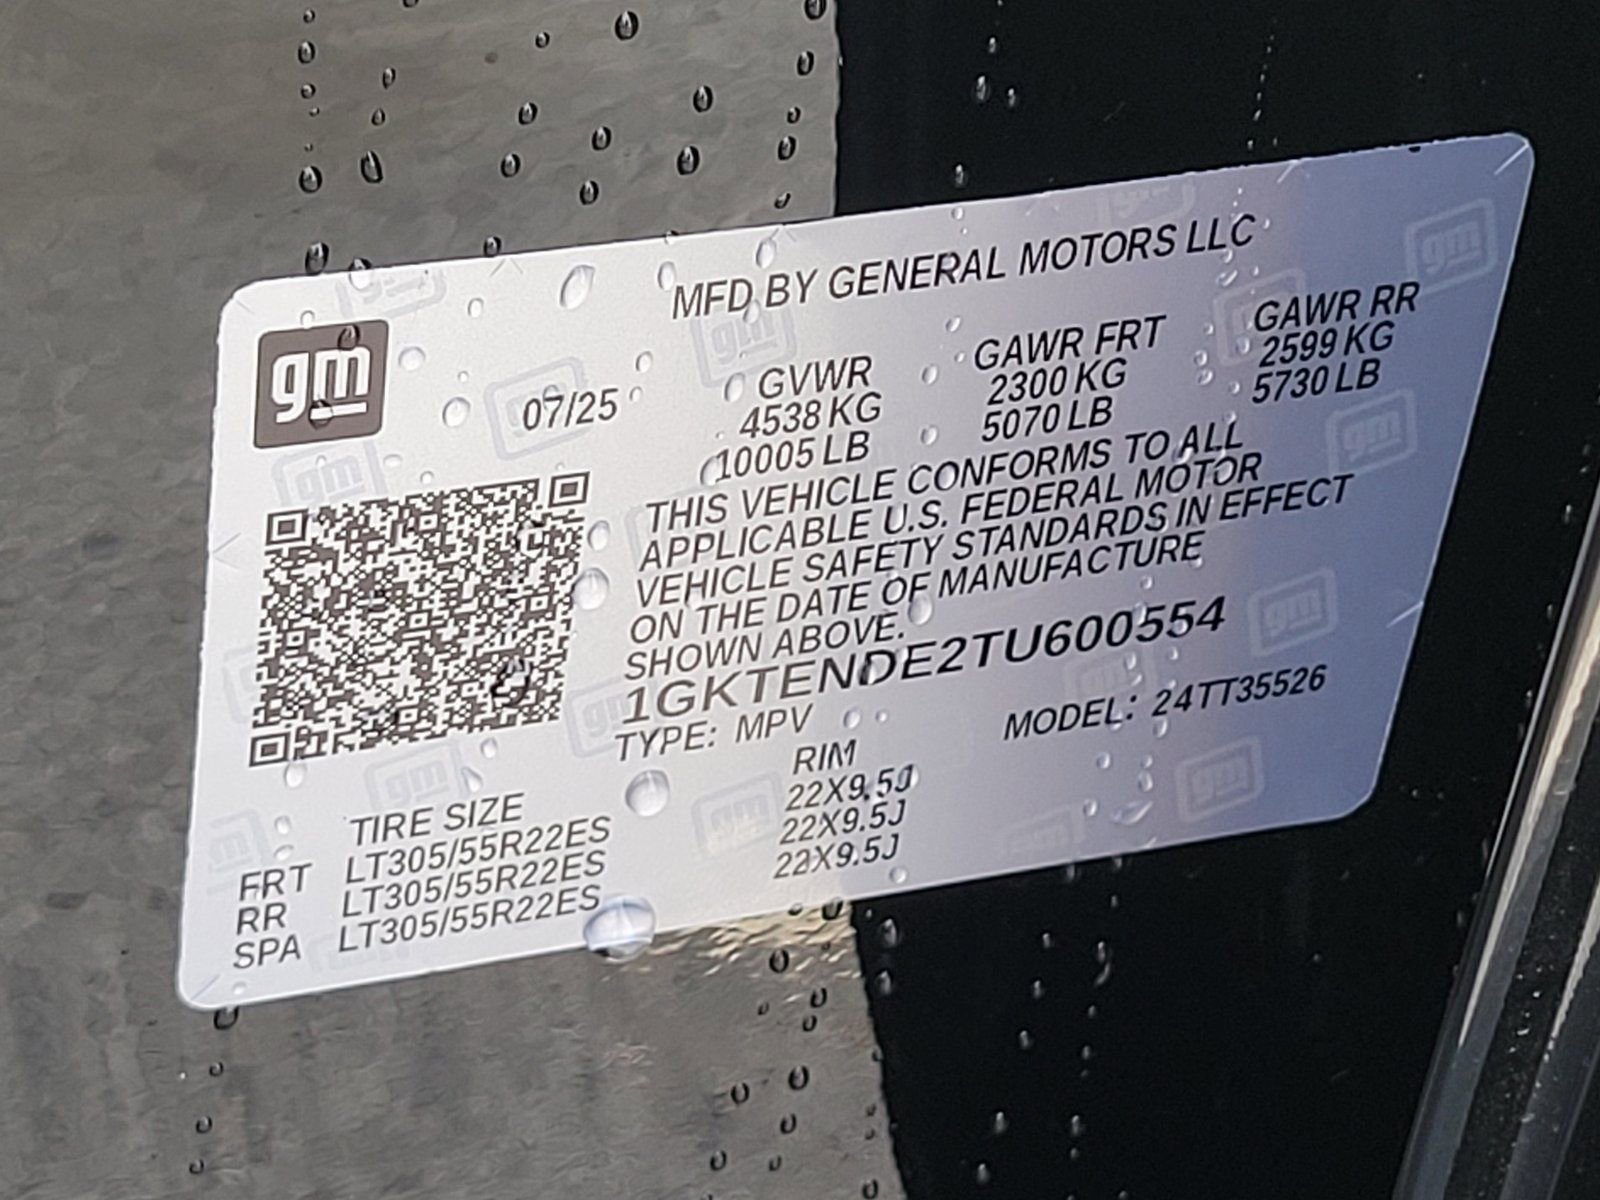 MFD BY GENERAL MOTORS LLC
gm
07/25
GVWR GAWR FRT GAWR RR
4538 KG 2300 KG 2599 KG
10005 LB 5070 LB 5730 LB
THIS VEHICLE CONFORMS TO ALL
APPLICABLE U.S. FEDERAL MOTOR
VEHICLE SAFETY STANDARDS IN EFFECT
ON THE DATE OF MANUFACTURE
SHOWN ABOVE.
1GKTENDE2TU600554
TYPE: MPV MODEL: 24TT35526
TIRE SIZE RIM
FRT LT305/55R22ES 22X9.5J
RR LT305/55R22ES 22X9.5J
SPA LT305/55R22ES 22X9.5J